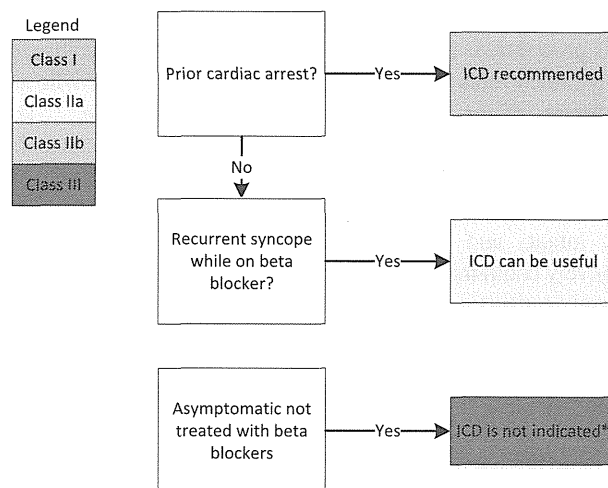 Legend
Class I
Class IIa
Class IIb
Class III
Prior cardiac arrest?
Yes
ICD recommended
No
Recurrent syncope
while on beta
blocker?
Yes
ICD can be useful
Asymptomatic not
treated with beta
blockers
Yes
ICD is not indicated*